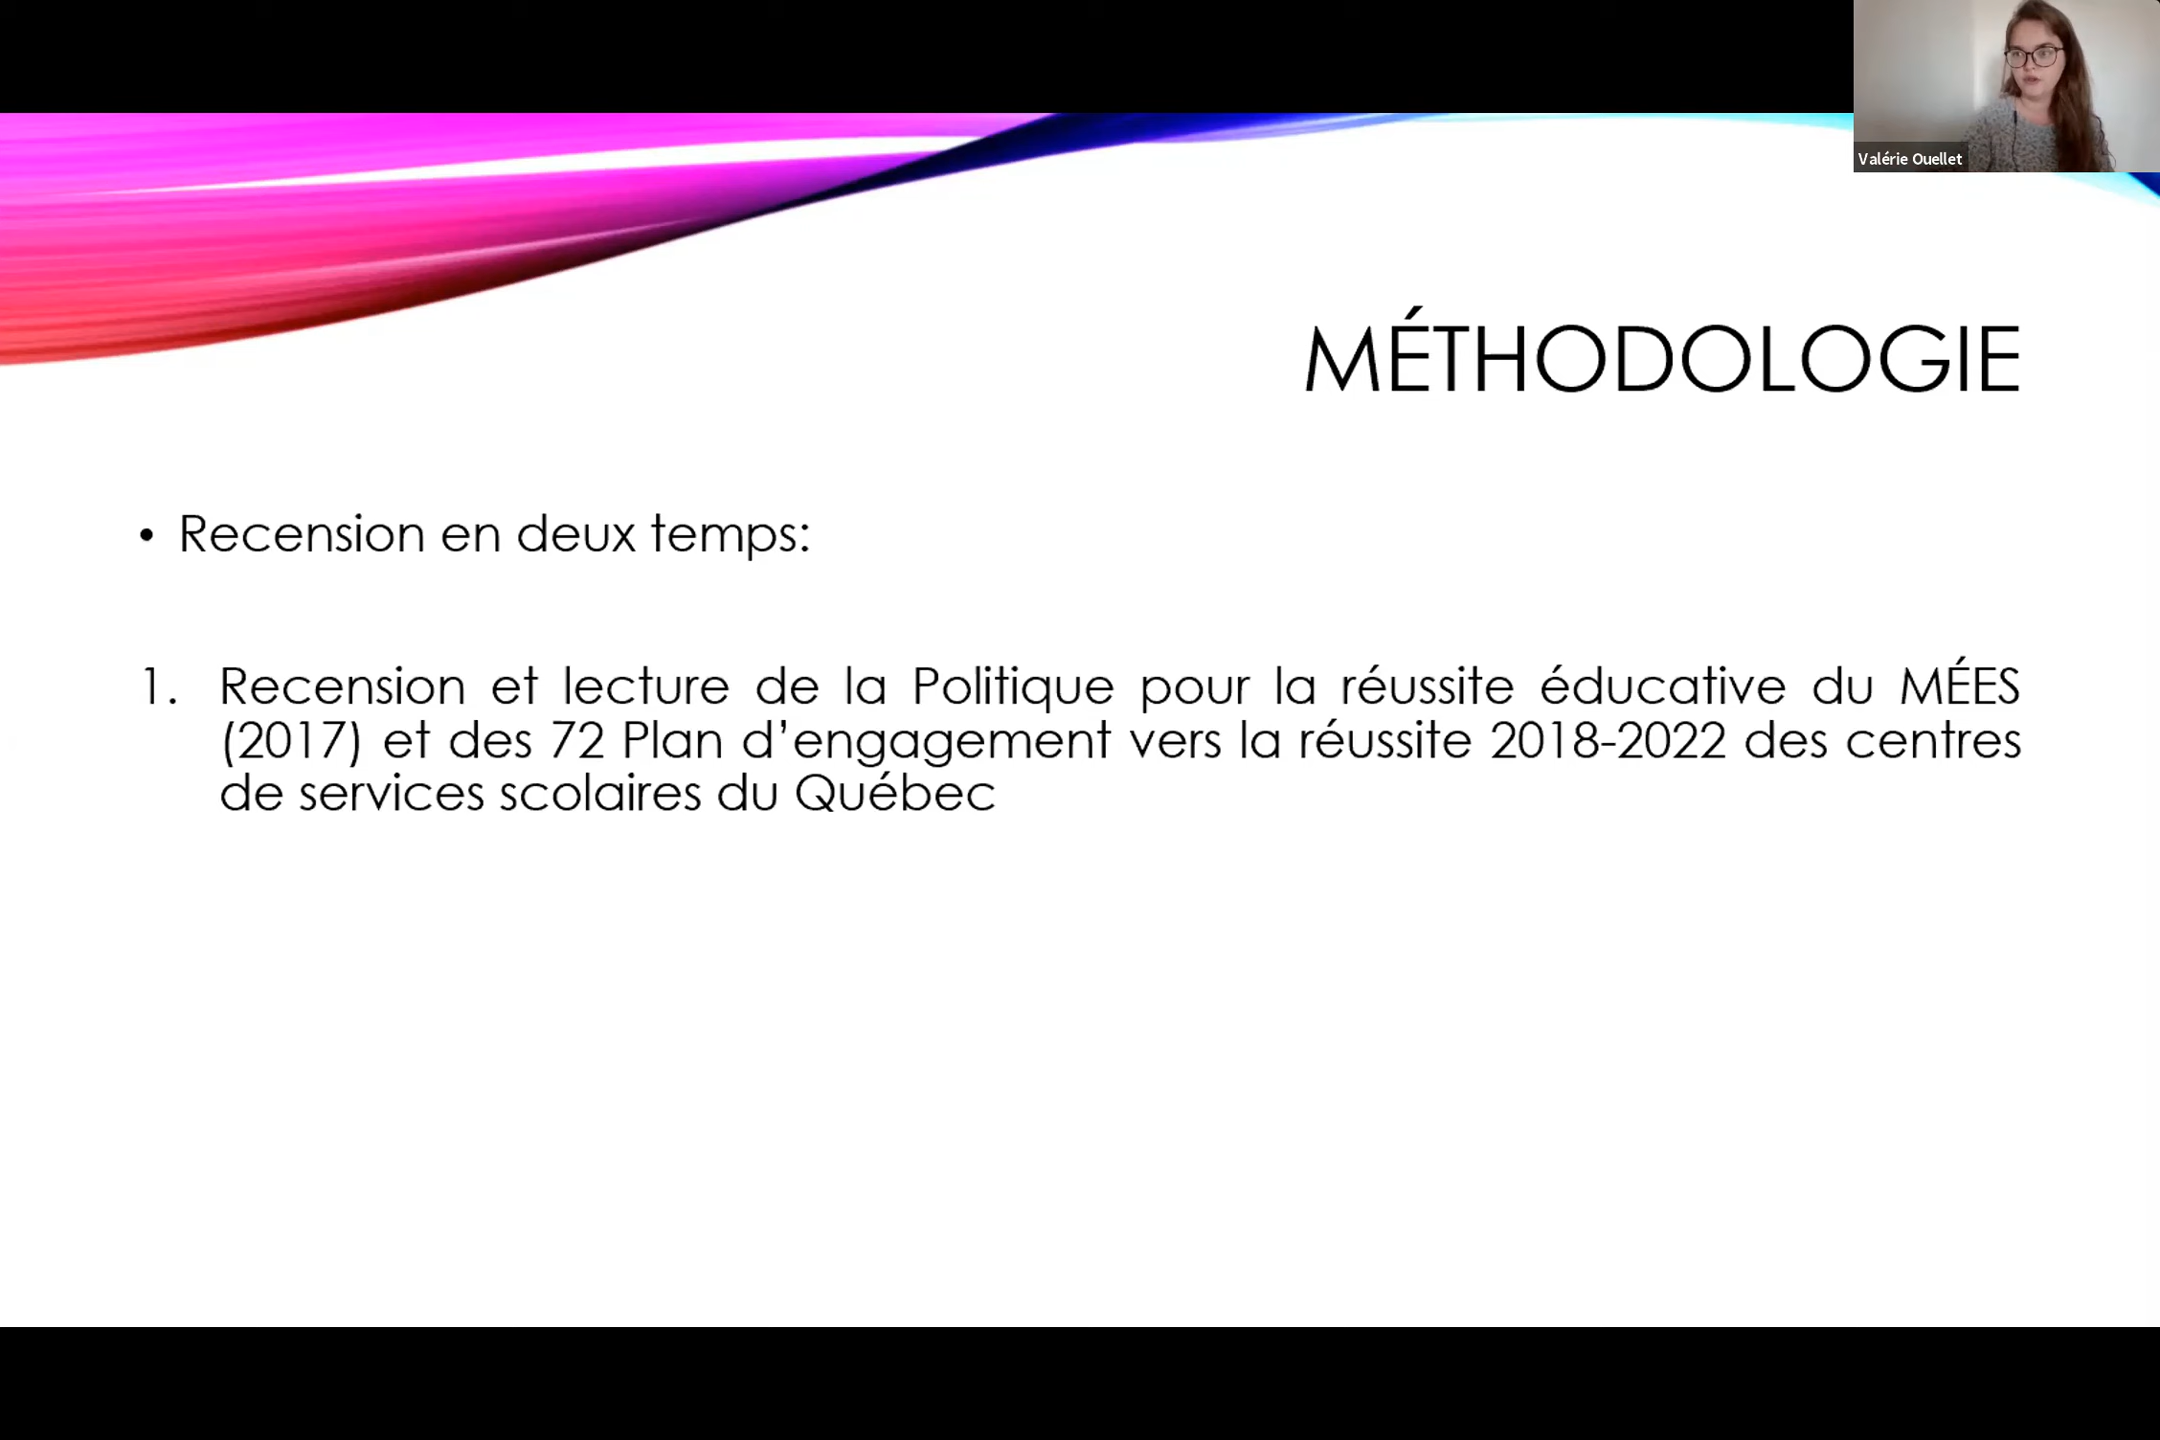 Valérie Ouellet
MÉTHODOLOGIE
• Recension en deux temps:
1. Recension et lecture de la Politique pour la réussite éducative du MÉES
(2017) et des 72 Plan d’engagement vers la réussite 2018-2022 des centres
de services scolaires du Québec